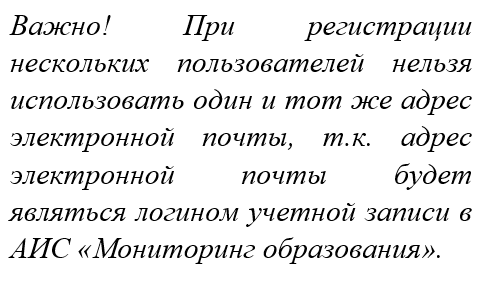 Важно! При регистрации
нескольких пользователей нельзя
использовать один и тот же адрес
электронной почты, т.к. адрес
электронной почты будет
являться логином учетной записи в
АИС «Мониторинг образования».